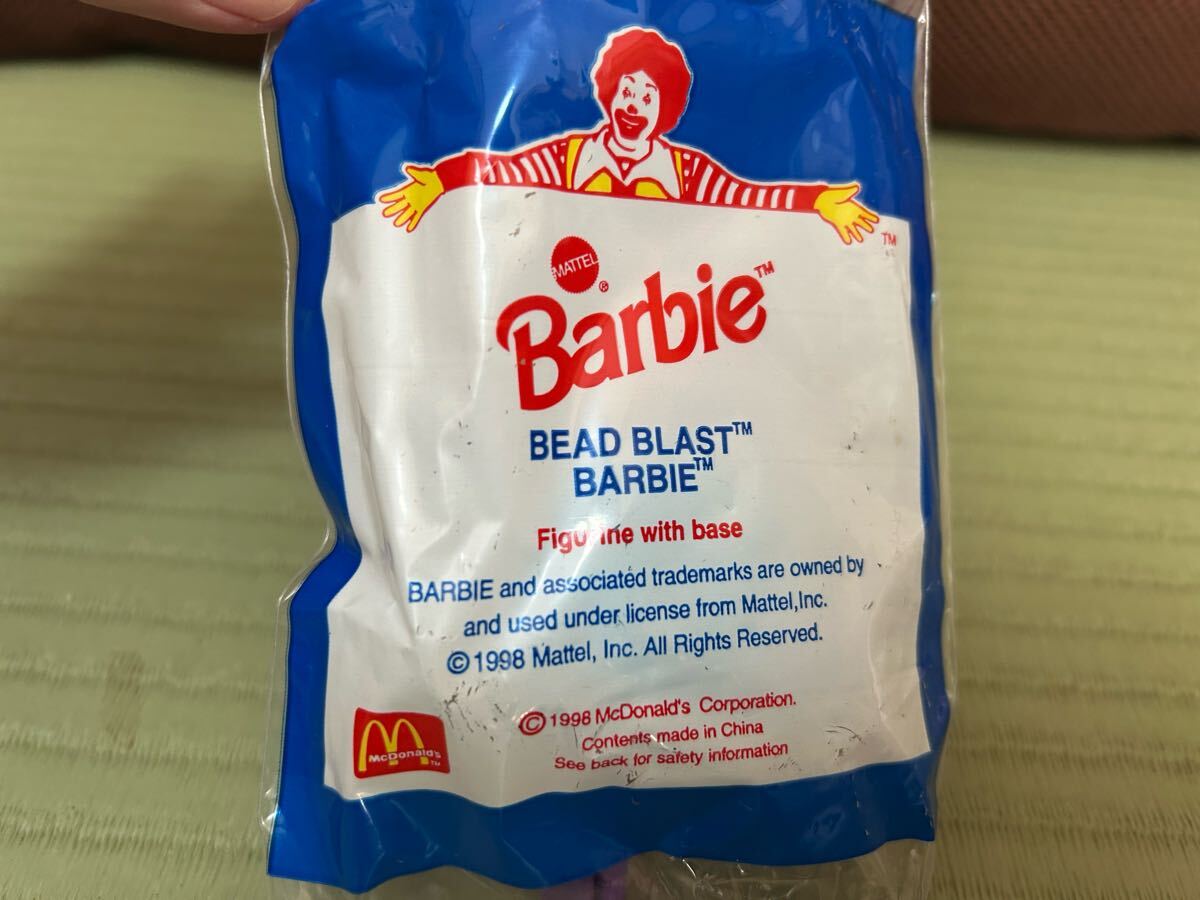 MATTEL
®
Barbie™
™
BEAD BLAST™
BARBIE™
Figurine with base
BARBIE and associated trademarks are owned by
and used under license from Mattel,Inc.
©1998 Mattel, Inc. All Rights Reserved.
©1998 McDonald's Corporation.
Contents made in China
See back for safety information
McDonald's™